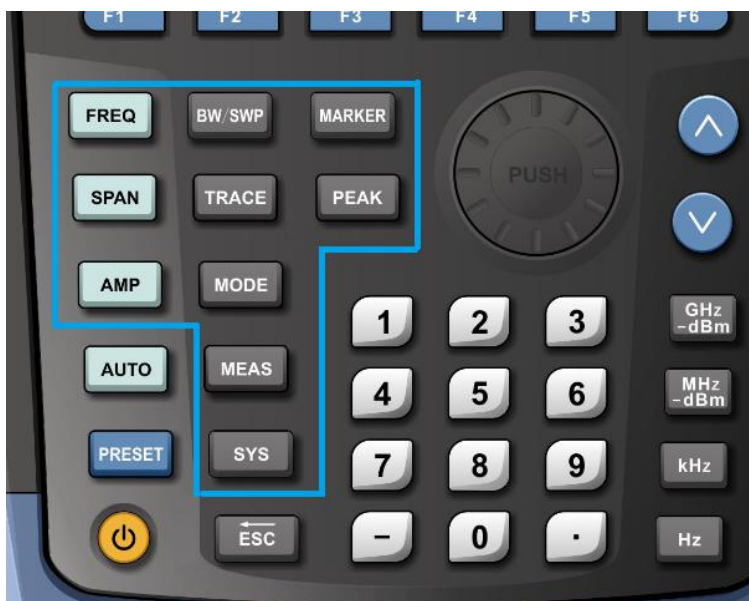 F1 F2 F3 F4 F5 F6
FREQ BW/SWP MARKER
PUSH
SPAN TRACE PEAK
AMP MODE
1 2 3 GHz
-dBm
AUTO MEAS
4 5 6 MHz
-dBm
PRESET SYS 7 8 9 kHz
ESC − 0 . Hz